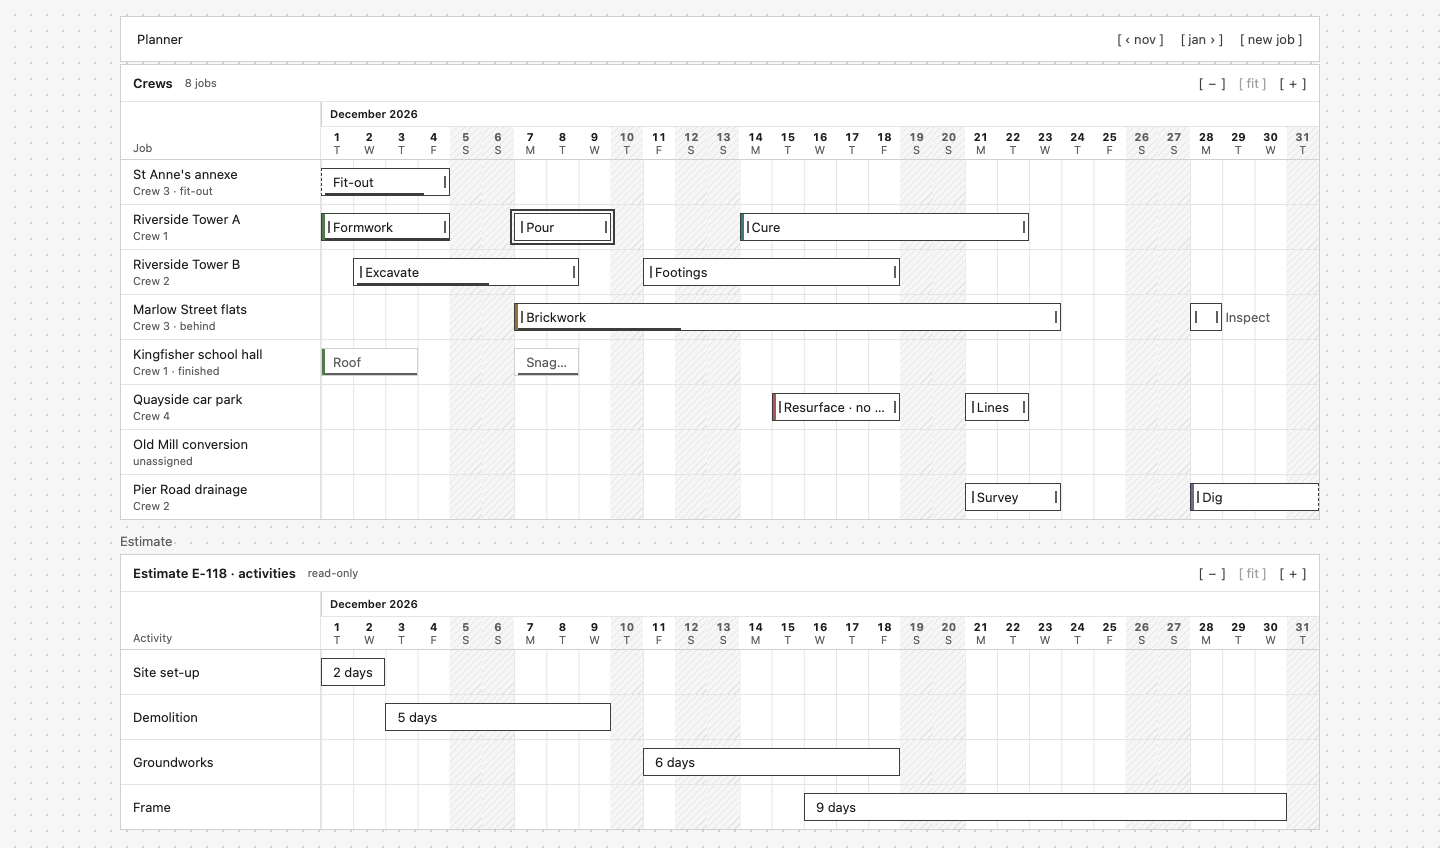 Planner [ ‹ nov ] [ jan › ] [ new job ]
Crews 8 jobs [ − ] [ fit ] [ + ]
December 2026
Job
1 2 3 4 5 6 7 8 9 10 11 12 13 14 15 16 17 18 19 20 21 22 23 24 25 26 27 28 29 30 31
T W T F S S M T W T F S S M T W T F S S M T W T F S S M T W T
St Anne's annexe
Crew 3 · fit-out
Fit-out
Riverside Tower A
Crew 1
Formwork Pour Cure
Riverside Tower B
Crew 2
Excavate Footings
Marlow Street flats
Crew 3 · behind
Brickwork Inspect
Kingfisher school hall
Crew 1 · finished
Roof Snag...
Quayside car park
Crew 4
Resurface · no ... Lines
Old Mill conversion
unassigned
Pier Road drainage
Crew 2
Survey Dig
Estimate
Estimate E-118 · activities read-only [ − ] [ fit ] [ + ]
December 2026
Activity
1 2 3 4 5 6 7 8 9 10 11 12 13 14 15 16 17 18 19 20 21 22 23 24 25 26 27 28 29 30 31
T W T F S S M T W T F S S M T W T F S S M T W T F S S M T W T
Site set-up 2 days
Demolition 5 days
Groundworks 6 days
Frame 9 days